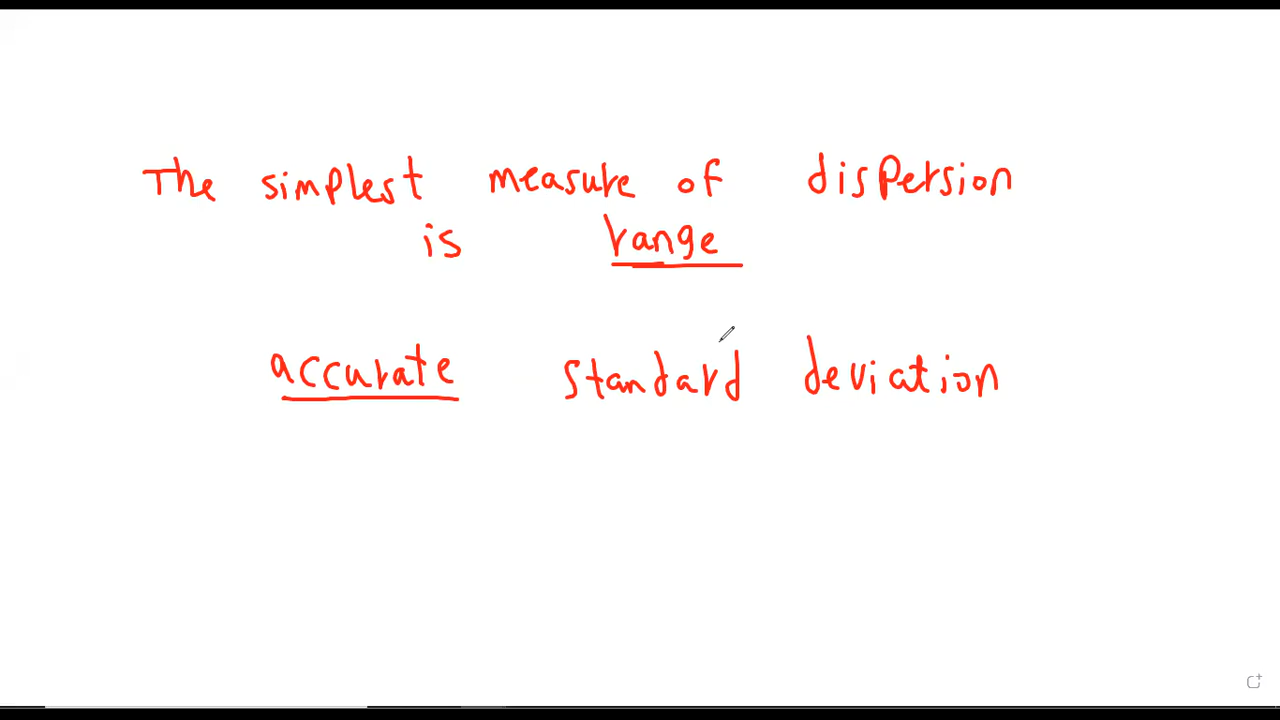 The simplest measure of dispersion
is range
accurate standard deviation